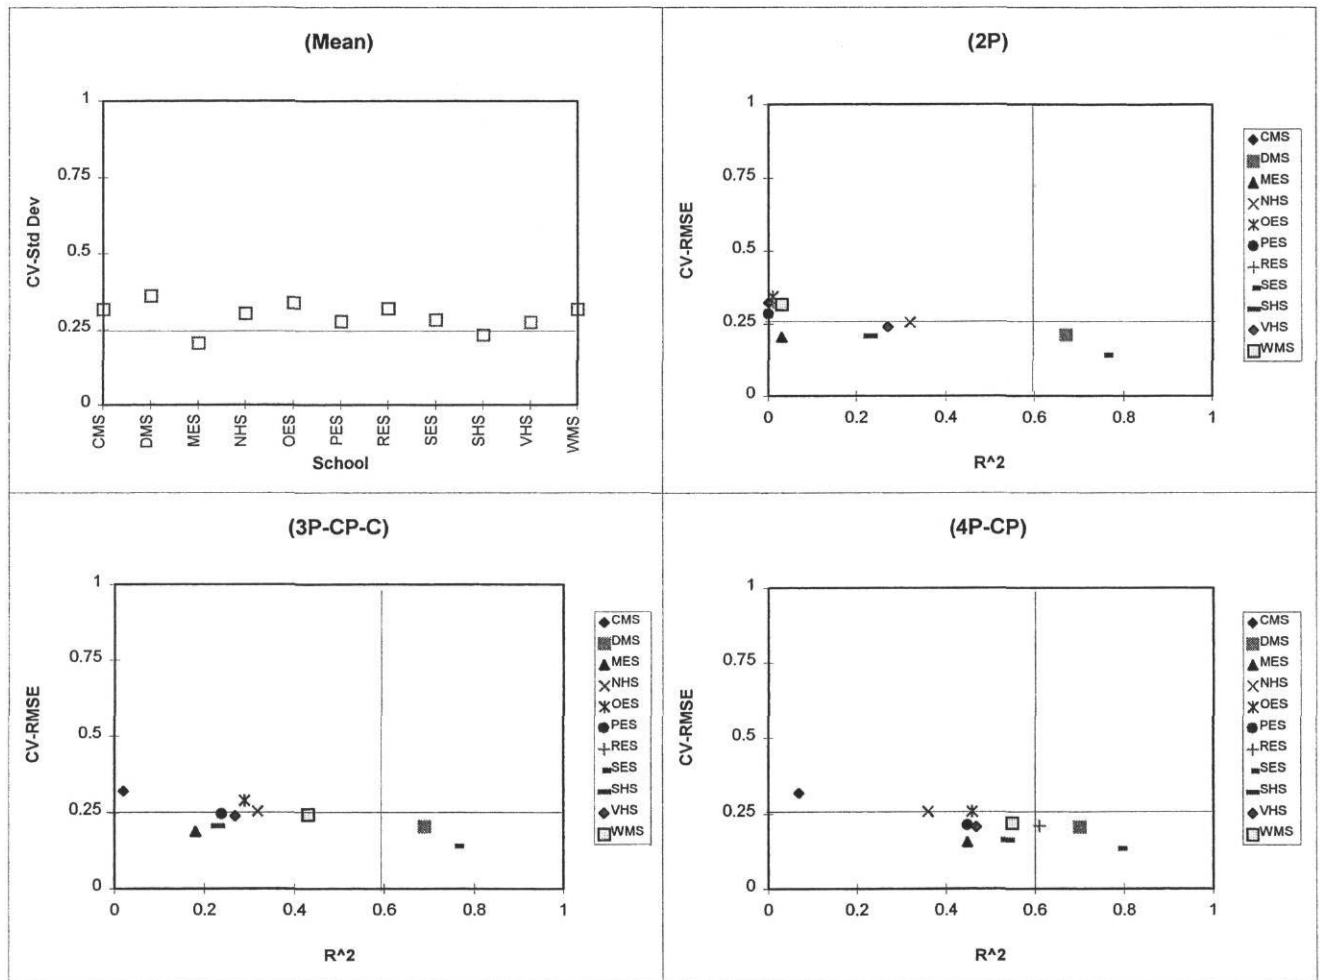 (Mean)
1
0.75
0.5
0.25
0
CV-Std Dev
CMS
DMS
MES
NHS
OES
PES
RES
SES
SHS
VHS
WMS
School
(2P)
1
0.75
0.5
0.25
0
CV-RMSE
0 0.2 0.4 0.6 0.8 1
R^2
CMS
DMS
MES
NHS
OES
PES
RES
SES
SHS
VHS
WMS
(3P-CP-C)
1
0.75
0.5
0.25
0
CV-RMSE
0 0.2 0.4 0.6 0.8 1
R^2
CMS
DMS
MES
NHS
OES
PES
RES
SES
SHS
VHS
WMS
(4P-CP)
1
0.75
0.5
0.25
0
CV-RMSE
0 0.2 0.4 0.6 0.8 1
R^2
CMS
DMS
MES
NHS
OES
PES
RES
SES
SHS
VHS
WMS